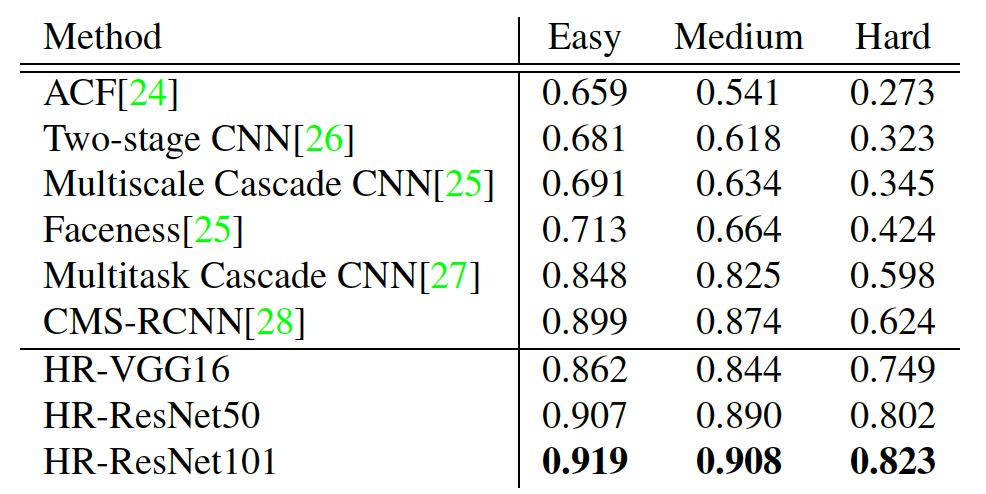 Method Easy Medium Hard
ACF[24] 0.659 0.541 0.273
Two-stage CNN[26] 0.681 0.618 0.323
Multiscale Cascade CNN[25] 0.691 0.634 0.345
Faceness[25] 0.713 0.664 0.424
Multitask Cascade CNN[27] 0.848 0.825 0.598
CMS-RCNN[28] 0.899 0.874 0.624
HR-VGG16 0.862 0.844 0.749
HR-ResNet50 0.907 0.890 0.802
HR-ResNet101 0.919 0.908 0.823